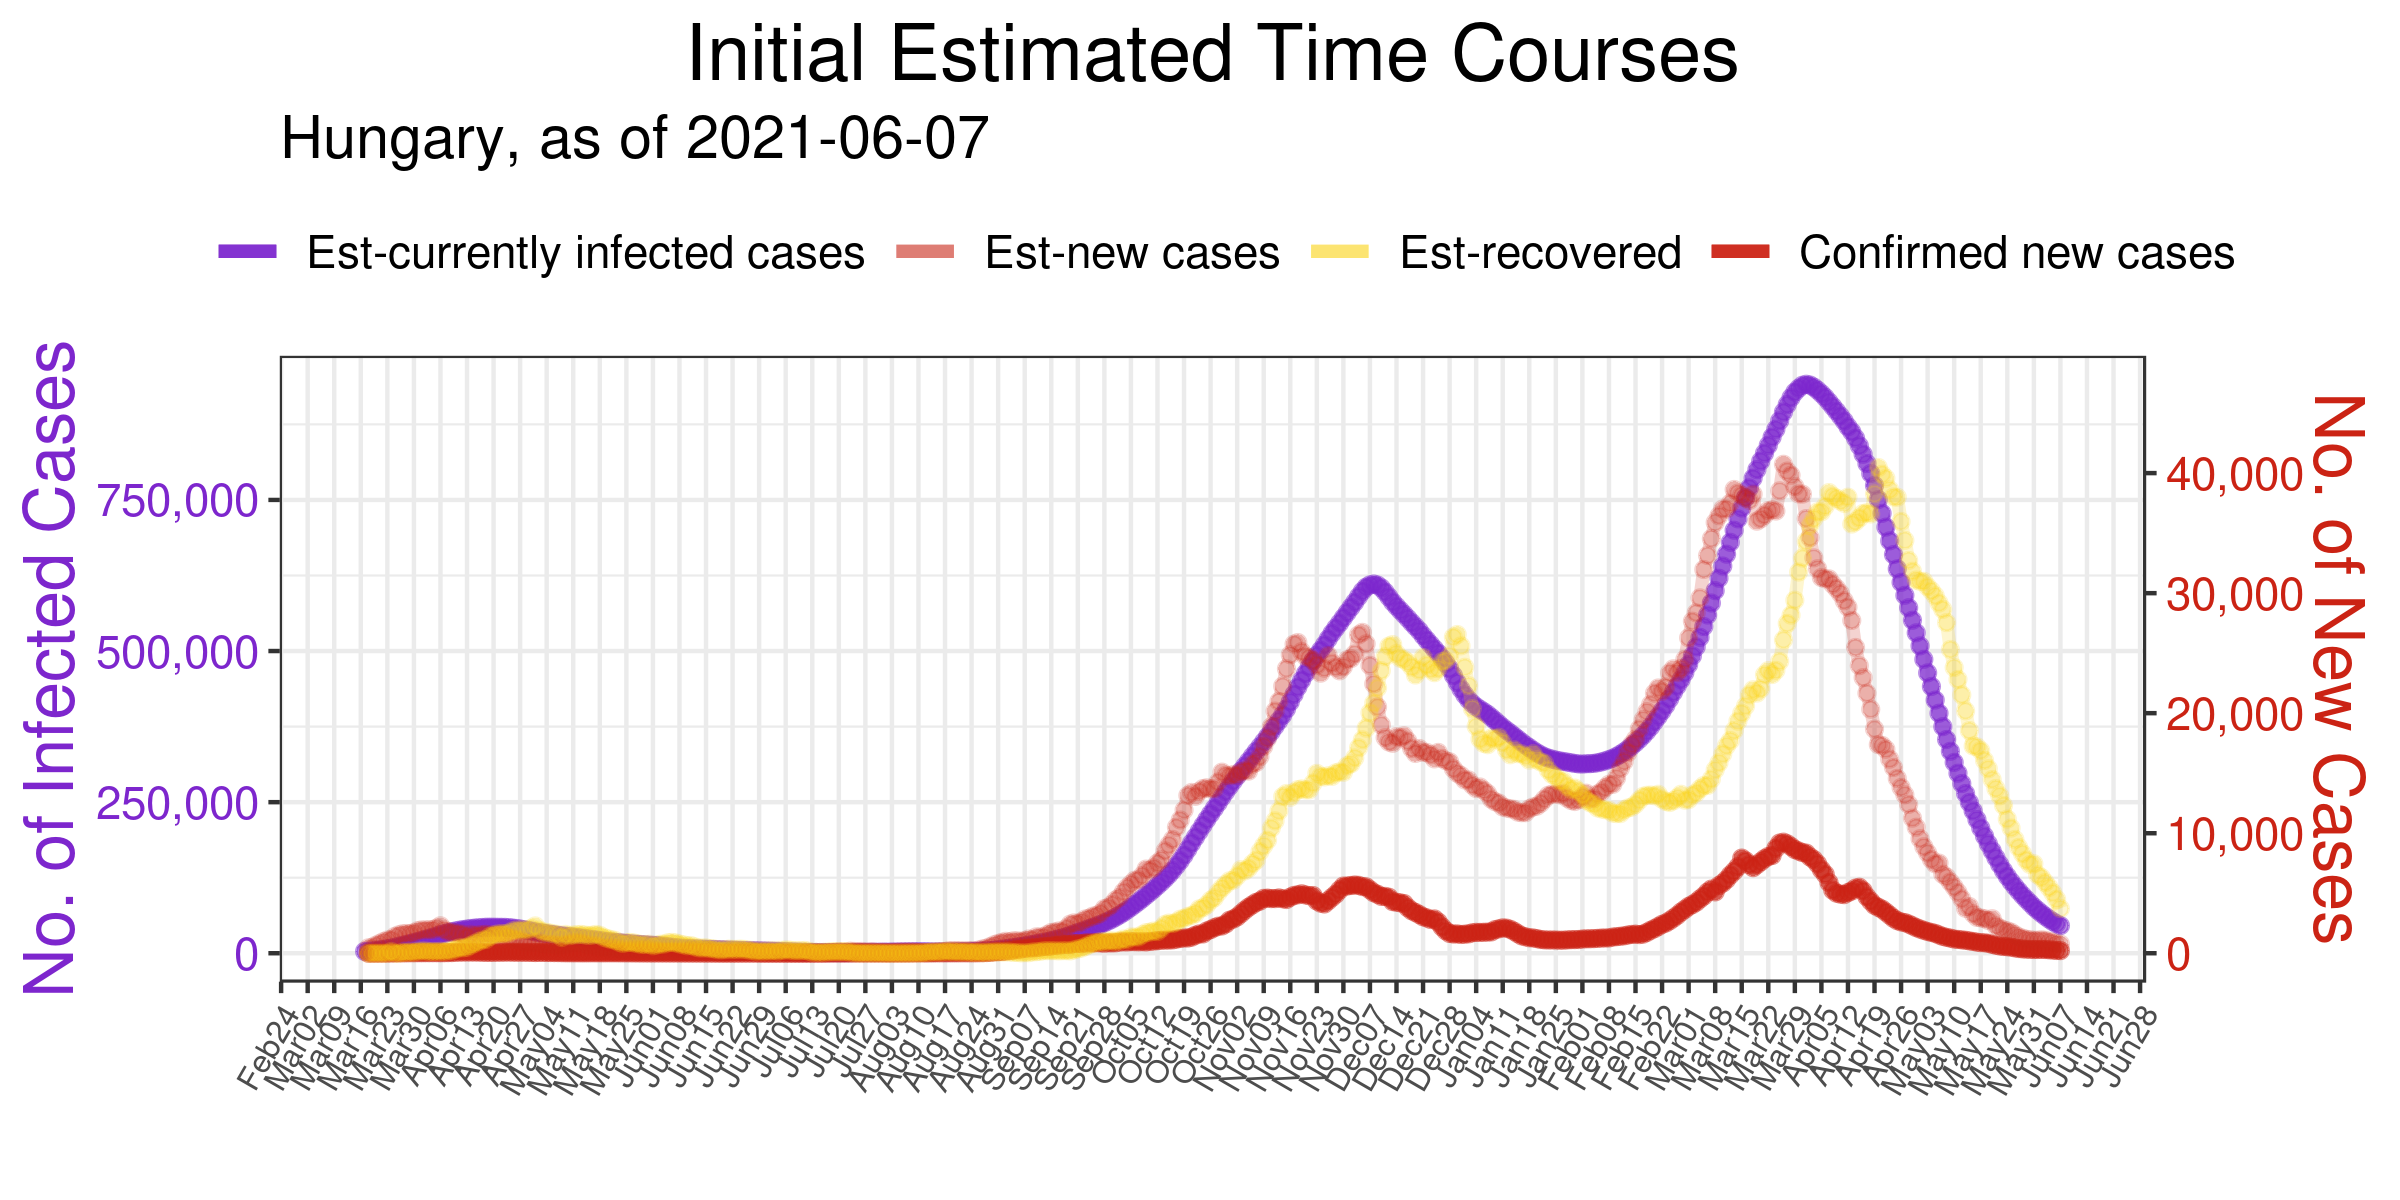 Initial Estimated Time Courses
Hungary, as of 2021-06-07
Est-currently infected cases
Est-new cases
Est-recovered
Confirmed new cases
No. of Infected Cases
750,000
500,000
250,000
0
40,000
30,000
20,000
10,000
0
No. of New Cases
Feb24
Mar02
Mar09
Mar16
Mar23
Mar30
Apr06
Apr13
Apr20
Apr27
May04
May11
May18
May25
Jun01
Jun08
Jun15
Jun22
Jun29
Jul06
Jul13
Jul20
Jul27
Aug03
Aug10
Aug17
Aug24
Aug31
Sep07
Sep14
Sep21
Sep28
Oct05
Oct12
Oct19
Oct26
Nov02
Nov09
Nov16
Nov23
Nov30
Dec07
Dec14
Dec21
Dec28
Jan04
Jan11
Jan18
Jan25
Feb01
Feb08
Feb15
Feb22
Mar01
Mar08
Mar15
Mar22
Mar29
Apr05
Apr12
Apr19
Apr26
May03
May10
May17
May24
May31
Jun07
Jun14
Jun21
Jun28